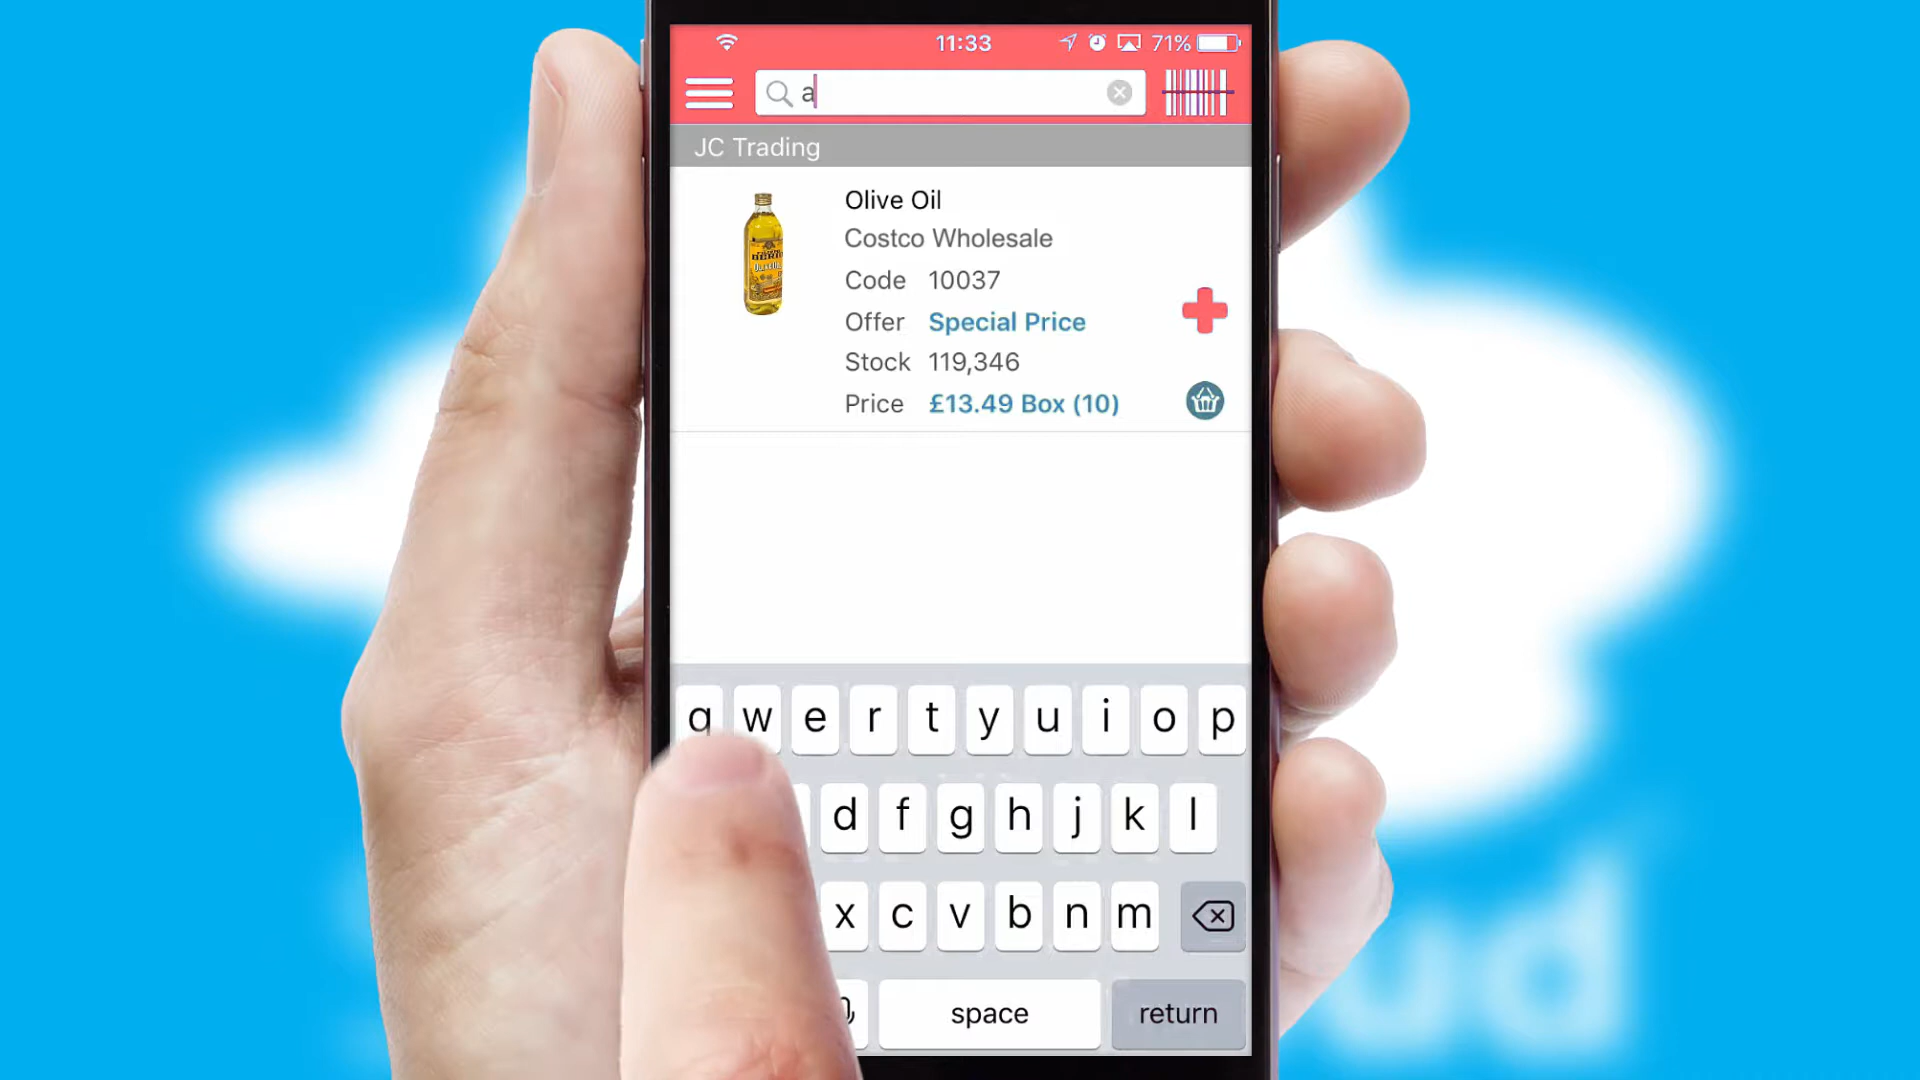 11:33 71%
a
JC Trading
Olive Oil
Costco Wholesale
Code 10037
Offer Special Price
Stock 119,346
Price £13.49 Box (10)
q w e r t y u i o p
d f g h j k l
x c v b n m
space return
ud